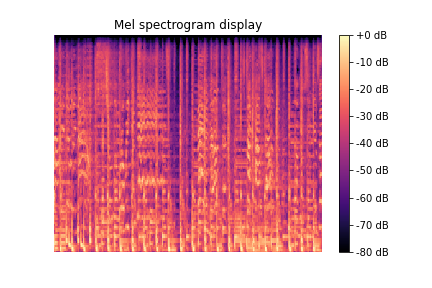 Mel spectrogram display
+0 dB
-10 dB
-20 dB
-30 dB
-40 dB
-50 dB
-60 dB
-70 dB
-80 dB